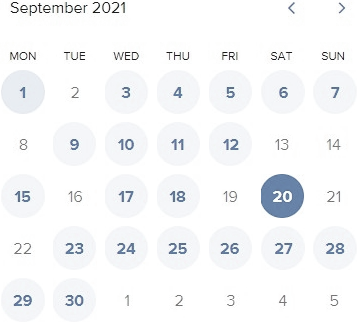 September 2021
MON TUE WED THU FRI SAT SUN
1 2 3 4 5 6 7
8 9 10 11 12 13 14
15 16 17 18 19 20 21
22 23 24 25 26 27 28
29 30 1 2 3 4 5